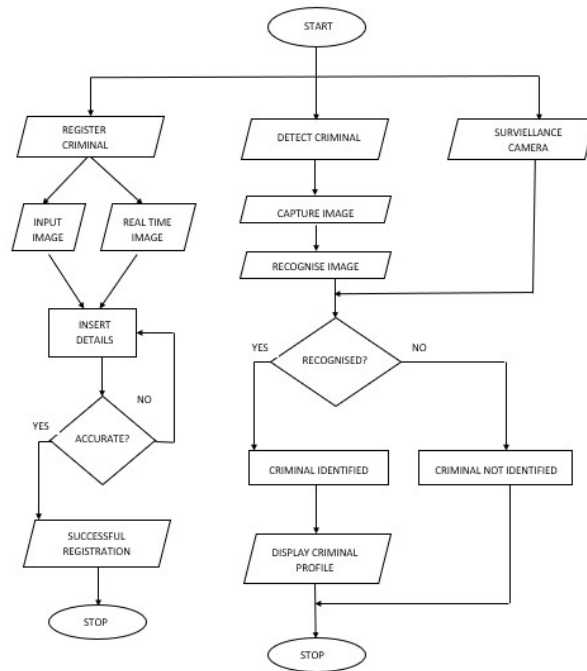 START
REGISTER
CRIMINAL
DETECT CRIMINAL
SURVIELLANCE
CAMERA
INPUT
IMAGE
REAL TIME
IMAGE
CAPTURE IMAGE
RECOGNISE IMAGE
INSERT
DETAILS
YES
RECOGNISED?
NO
NO
YES
ACCURATE?
CRIMINAL IDENTIFIED
CRIMINAL NOT IDENTIFIED
SUCCESSFUL
REGISTRATION
DISPLAY CRIMINAL
PROFILE
STOP
STOP